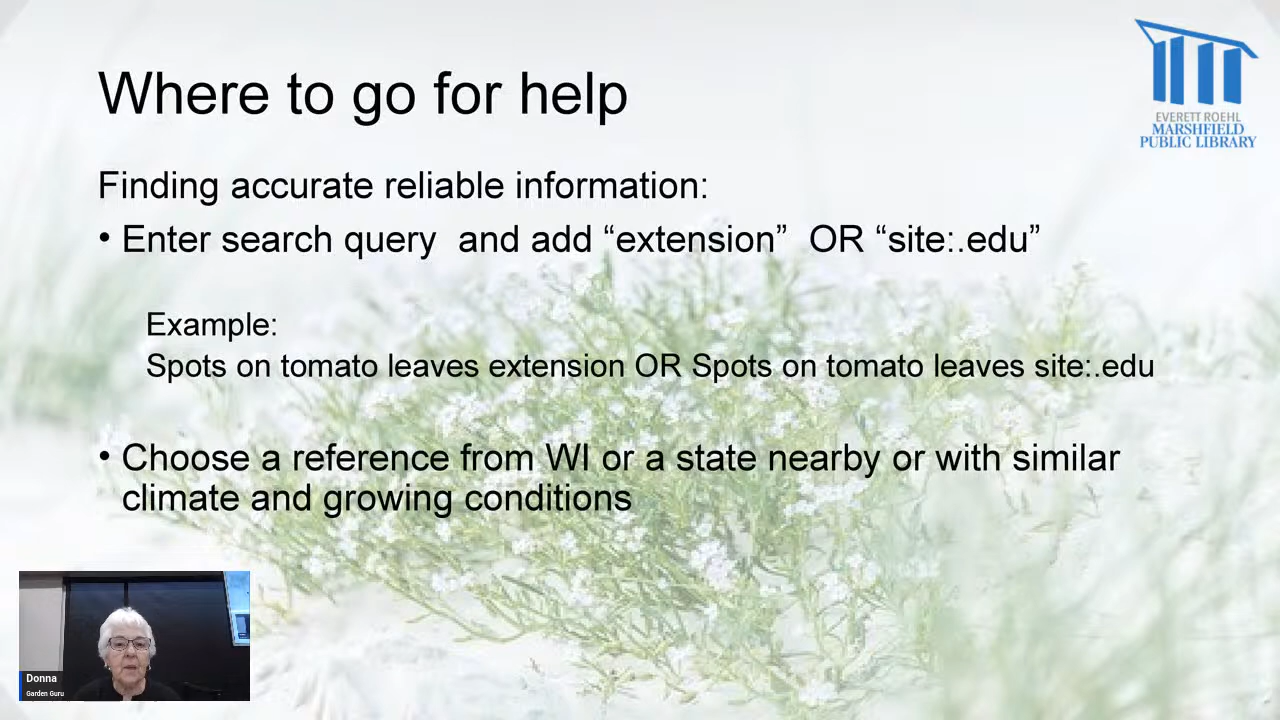 Where to go for help
EVERETT ROEHL
MARSHFIELD
PUBLIC LIBRARY
Finding accurate reliable information:
• Enter search query  and add “extension”  OR “site:.edu”
Example:
Spots on tomato leaves extension OR Spots on tomato leaves site:.edu
• Choose a reference from WI or a state nearby or with similar
climate and growing conditions
Donna
Garden Guru